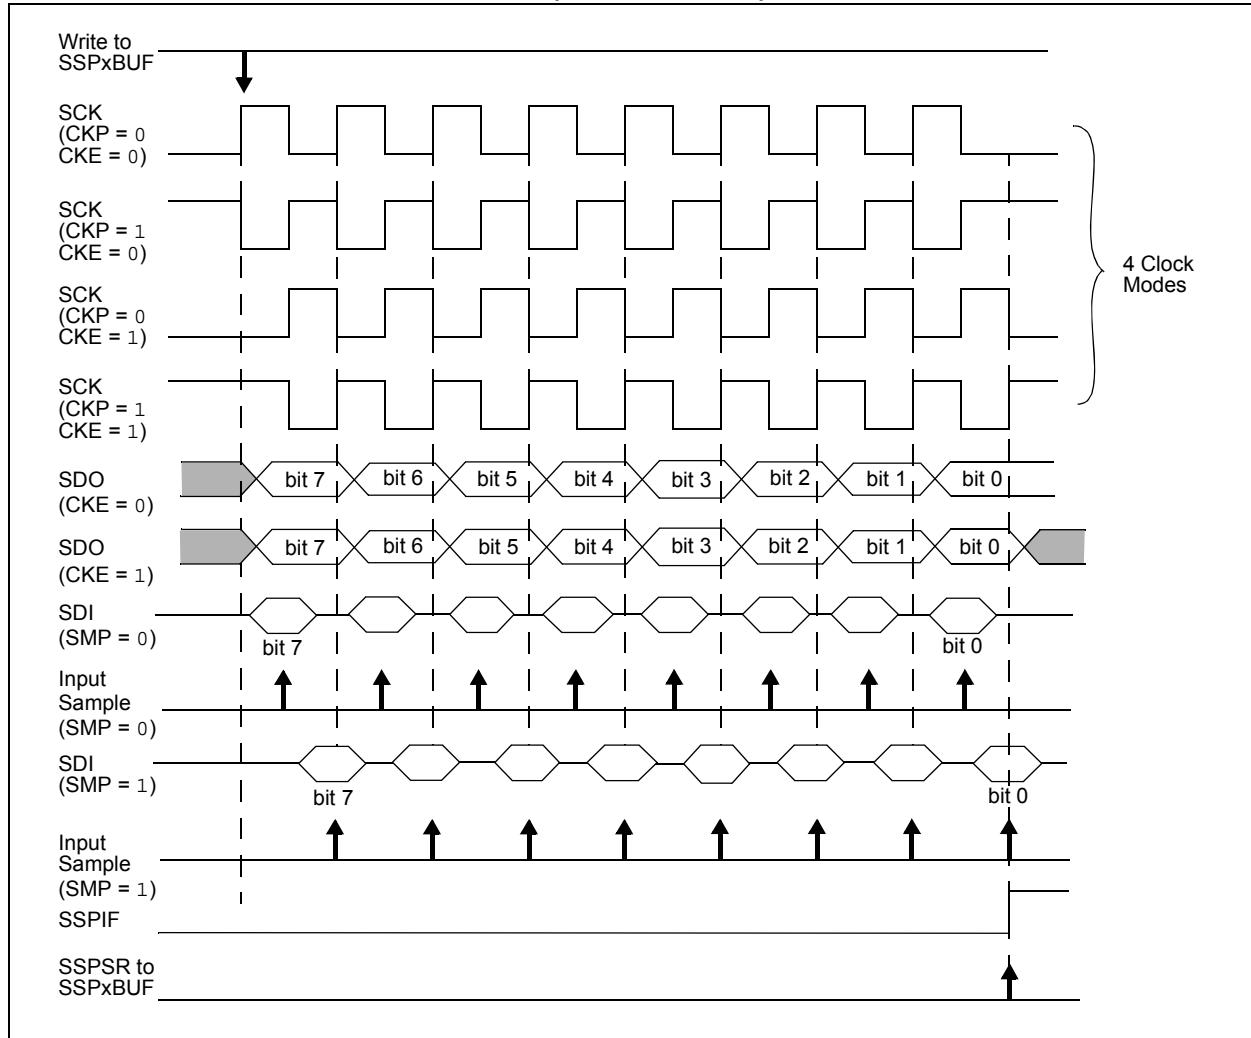 Write to
SSPxBUF
SCK
(CKP = 0
CKE = 0)
SCK
(CKP = 1
CKE = 0)
4 Clock
Modes
SCK
(CKP = 0
CKE = 1)
SCK
(CKP = 1
CKE = 1)
SDO
(CKE = 0)
bit 7 bit 6 bit 5 bit 4 bit 3 bit 2 bit 1 bit 0
SDO
(CKE = 1)
bit 7 bit 6 bit 5 bit 4 bit 3 bit 2 bit 1 bit 0
SDI
(SMP = 0)
bit 7 bit 0
Input
Sample
(SMP = 0)
SDI
(SMP = 1)
bit 7 bit 0
Input
Sample
(SMP = 1)
SSPIF
SSPSR to
SSPxBUF